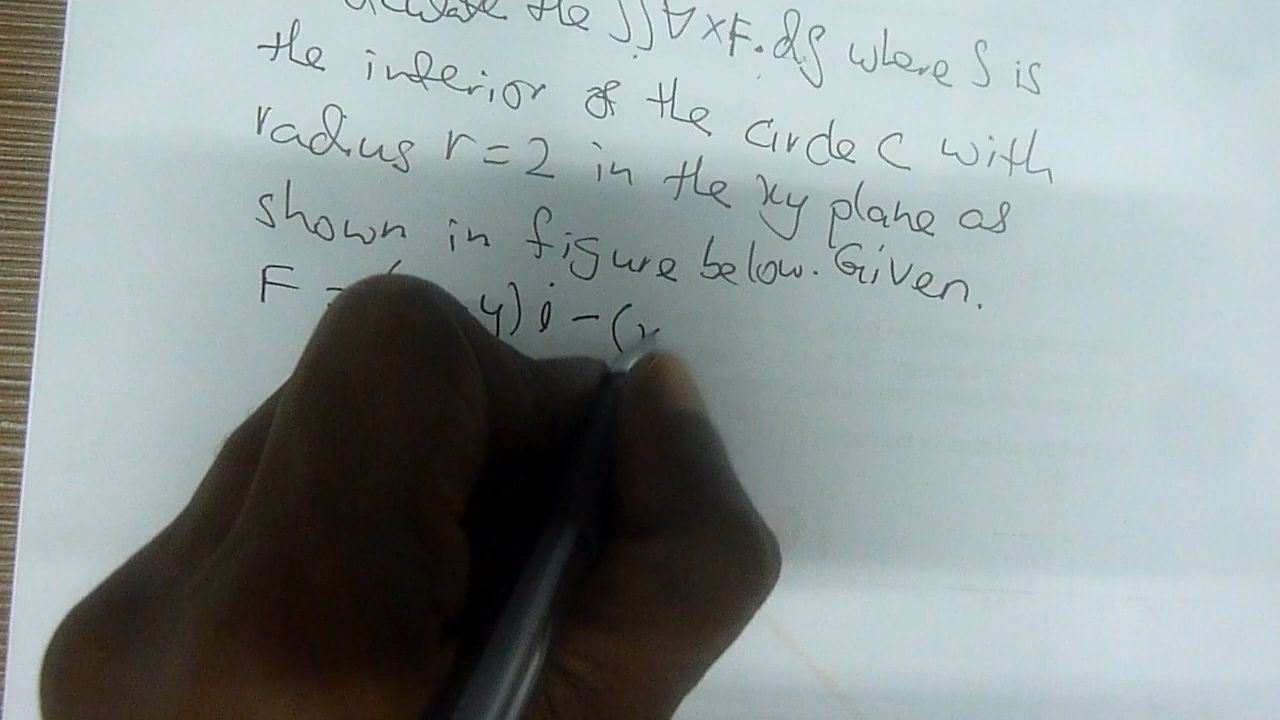 the ∫∫∇×F.dS where S is
the interior of the circle C with
radius r=2 in the xy plane as
shown in figure below. Given.
F = ( y)i-(x